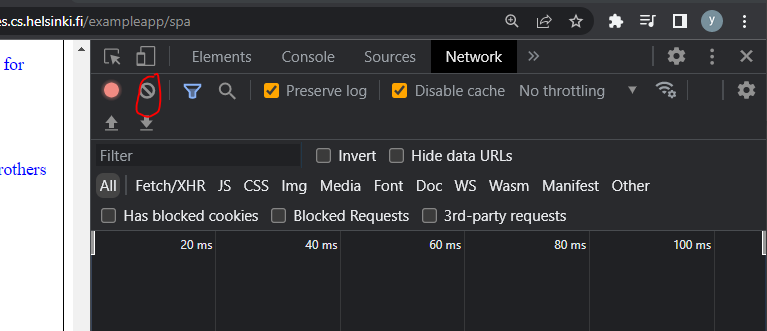 es.cs.helsinki.fi/exampleapp/spa
y
for
rothers
Elements Console Sources Network
Preserve log Disable cache No throttling
Filter Invert Hide data URLs
All Fetch/XHR JS CSS Img Media Font Doc WS Wasm Manifest Other
Has blocked cookies Blocked Requests 3rd-party requests
20 ms 40 ms 60 ms 80 ms 100 ms